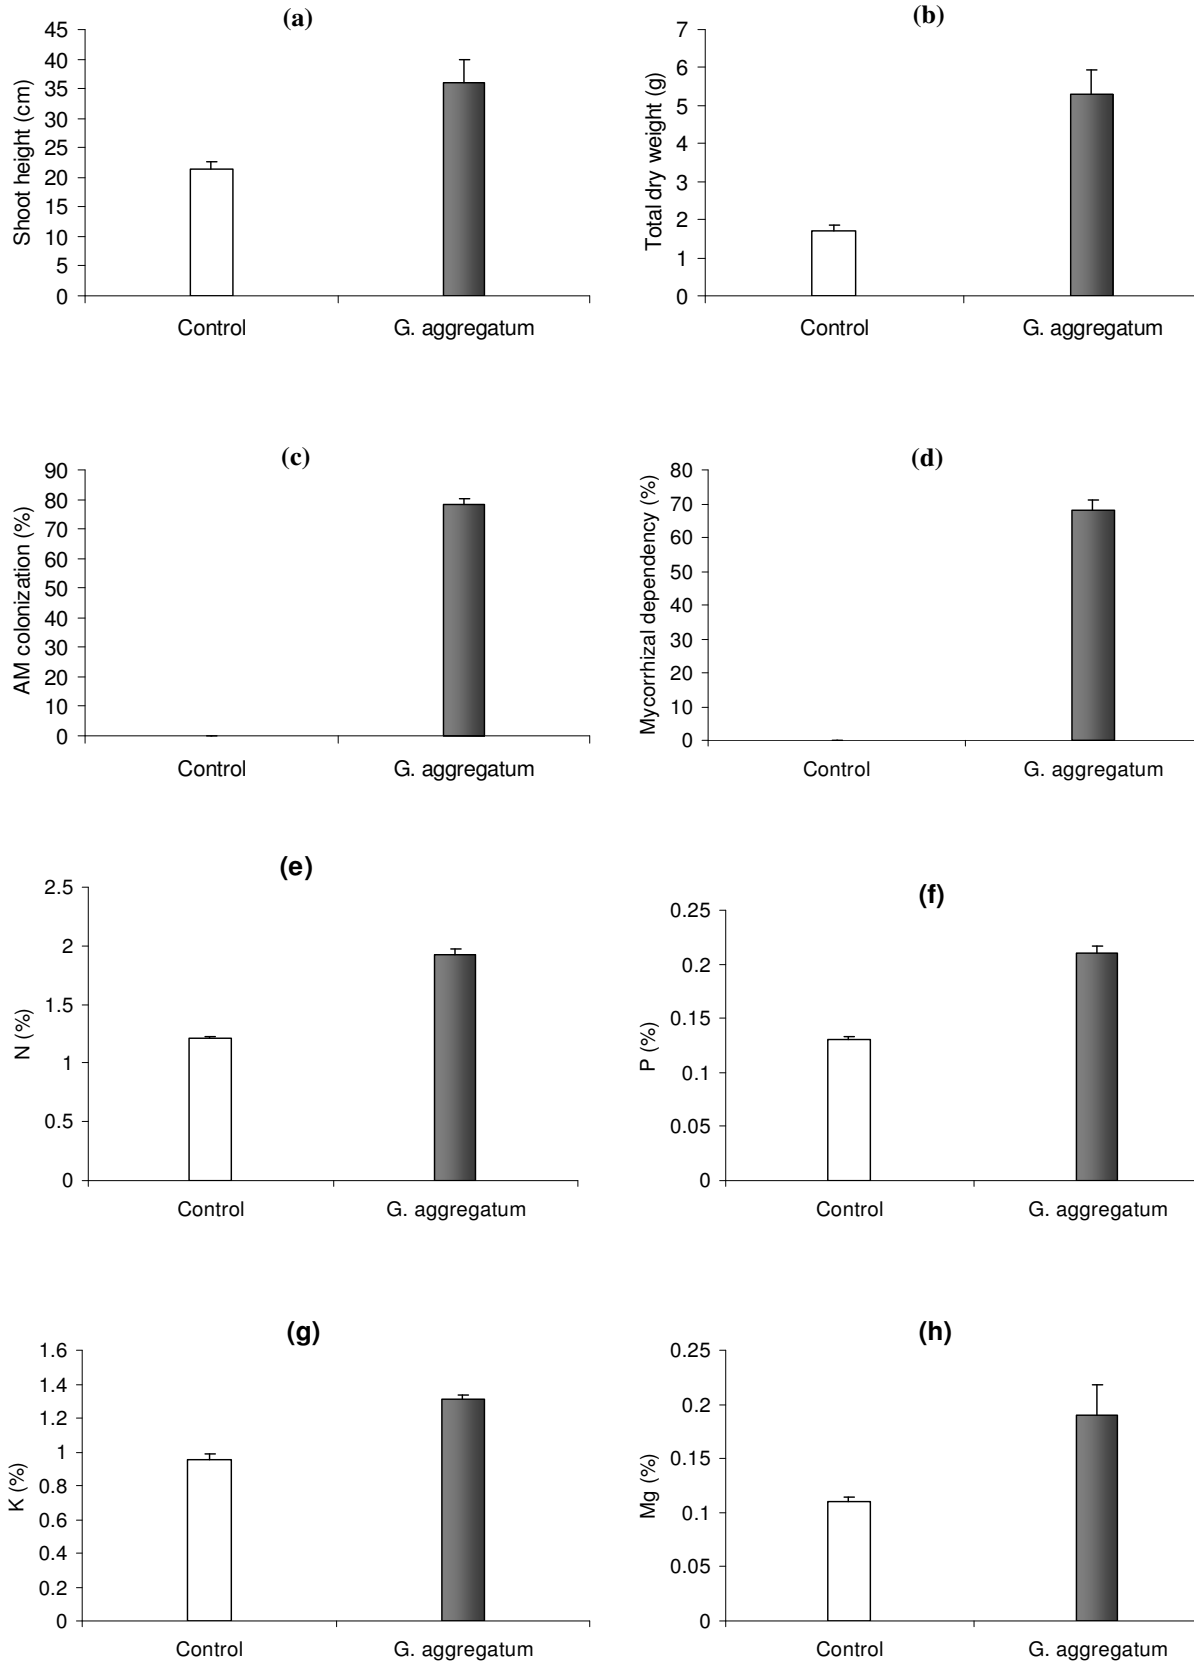 (a)
Shoot height (cm)
45
40
35
30
25
20
15
10
5
0
Control
G. aggregatum
(b)
Total dry weight (g)
7
6
5
4
3
2
1
0
Control
G. aggregatum
(c)
AM colonization (%)
90
80
70
60
50
40
30
20
10
0
Control
G. aggregatum
(d)
Mycorrhizal dependency (%)
80
70
60
50
40
30
20
10
0
Control
G. aggregatum
(e)
N (%)
2.5
2
1.5
1
0.5
0
Control
G. aggregatum
(f)
P (%)
0.25
0.2
0.15
0.1
0.05
0
Control
G. aggregatum
(g)
K (%)
1.6
1.4
1.2
1
0.8
0.6
0.4
0.2
0
Control
G. aggregatum
(h)
Mg (%)
0.25
0.2
0.15
0.1
0.05
0
Control
G. aggregatum